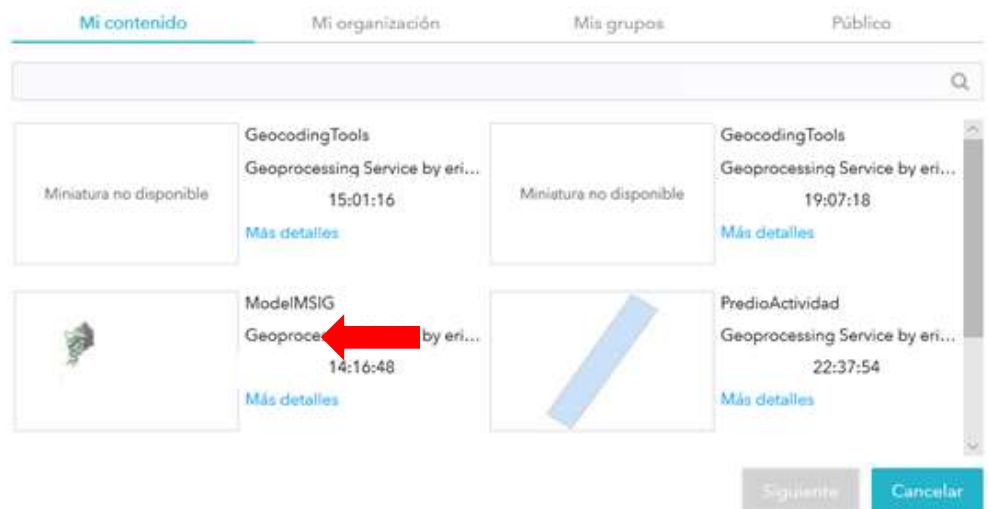 Mi contenido Mi organización Mis grupos Público
GeocodingTools
Geoprocessing Service by eri...
Miniatura no disponible
15:01:16
Más detalles
GeocodingTools
Geoprocessing Service by eri...
Miniatura no disponible
19:07:18
Más detalles
ModelMSIG
Geoproces by eri...
14:16:48
Más detalles
PredioActividad
Geoprocessing Service by eri...
22:37:54
Más detalles
Siguiente Cancelar